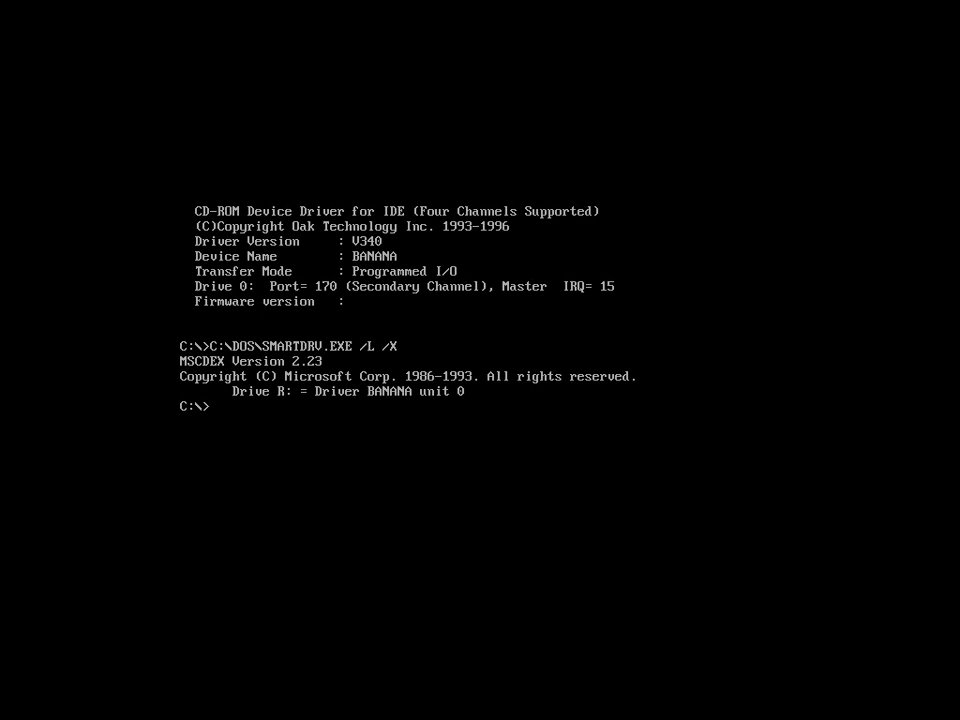 CD-ROM Device Driver for IDE (Four Channels Supported)
(C)Copyright Oak Technology Inc. 1993-1996
Driver Version : V340
Device Name : BANANA
Transfer Mode : Programmed I/O
Drive 0: Port= 170 (Secondary Channel), Master IRQ= 15
Firmware version :
C:\>C:\DOS\SMARTDRV.EXE /L /X
MSCDEX Version 2.23
Copyright (C) Microsoft Corp. 1986-1993. All rights reserved.
Drive R: = Driver BANANA unit 0
C:\>